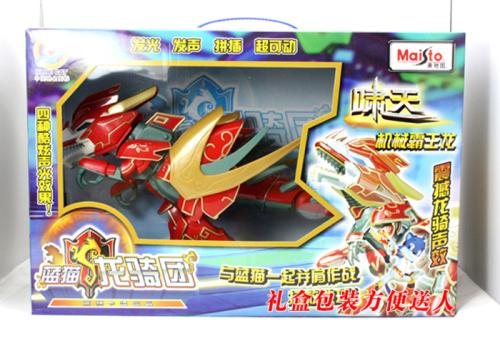 发光 发声 拼插 超可动
Maisto
美驰图
啸天
机械霸王龙
四种酷炫声光效果！
震撼龙骑声效
蓝猫
龙骑团
与蓝猫一起并肩作战
礼盒包装方便送人